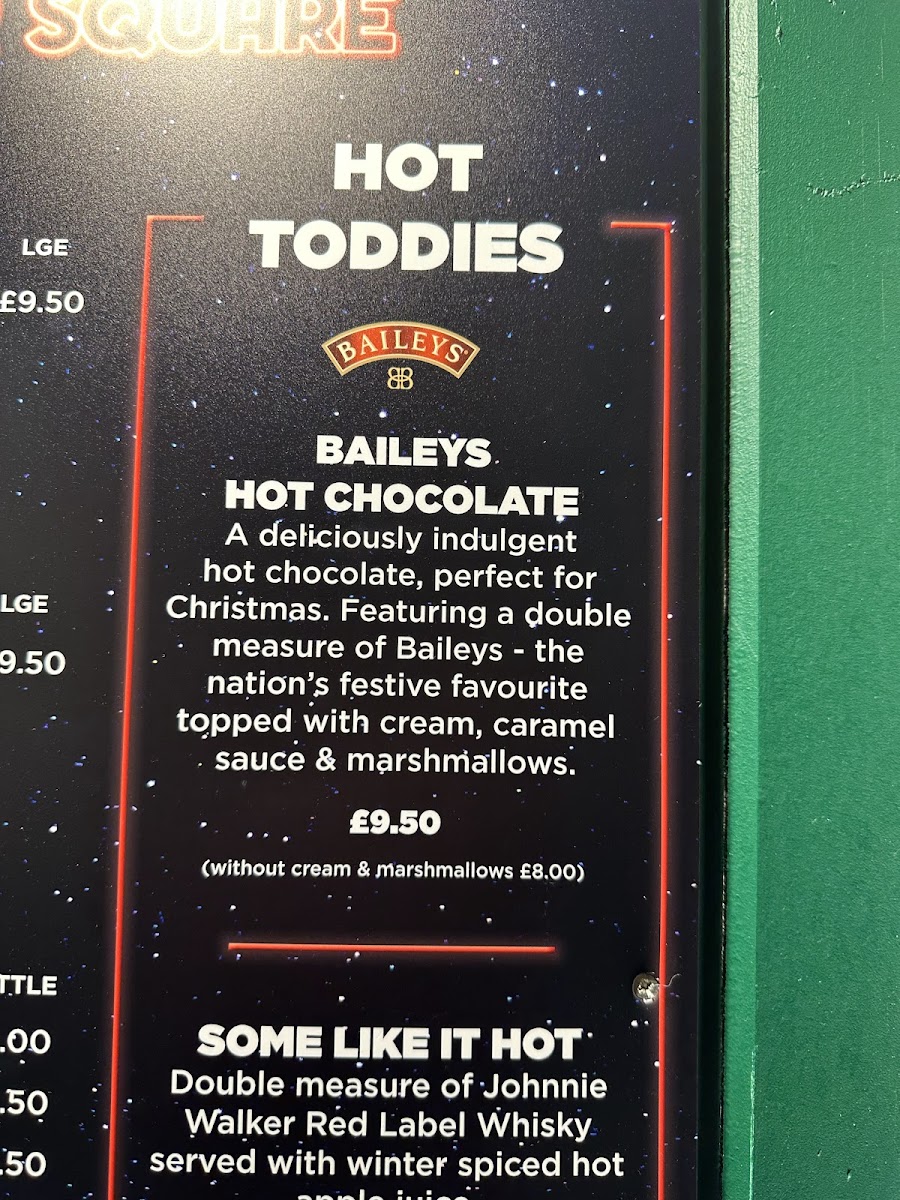 SQUARE
LGE
£9.50
LGE
9.50
TTLE
.00
.50
.50
HOT
TODDIES
BAILEYS
BAILEYS
HOT CHOCOLATE
A deliciously indulgent
hot chocolate, perfect for
Christmas. Featuring a double
measure of Baileys - the
nation's festive favourite
topped with cream, caramel
sauce & marshmallows.
£9.50
(without cream & marshmallows £8.00)
SOME LIKE IT HOT
Double measure of Johnnie
Walker Red Label Whisky
served with winter spiced hot
apple juice